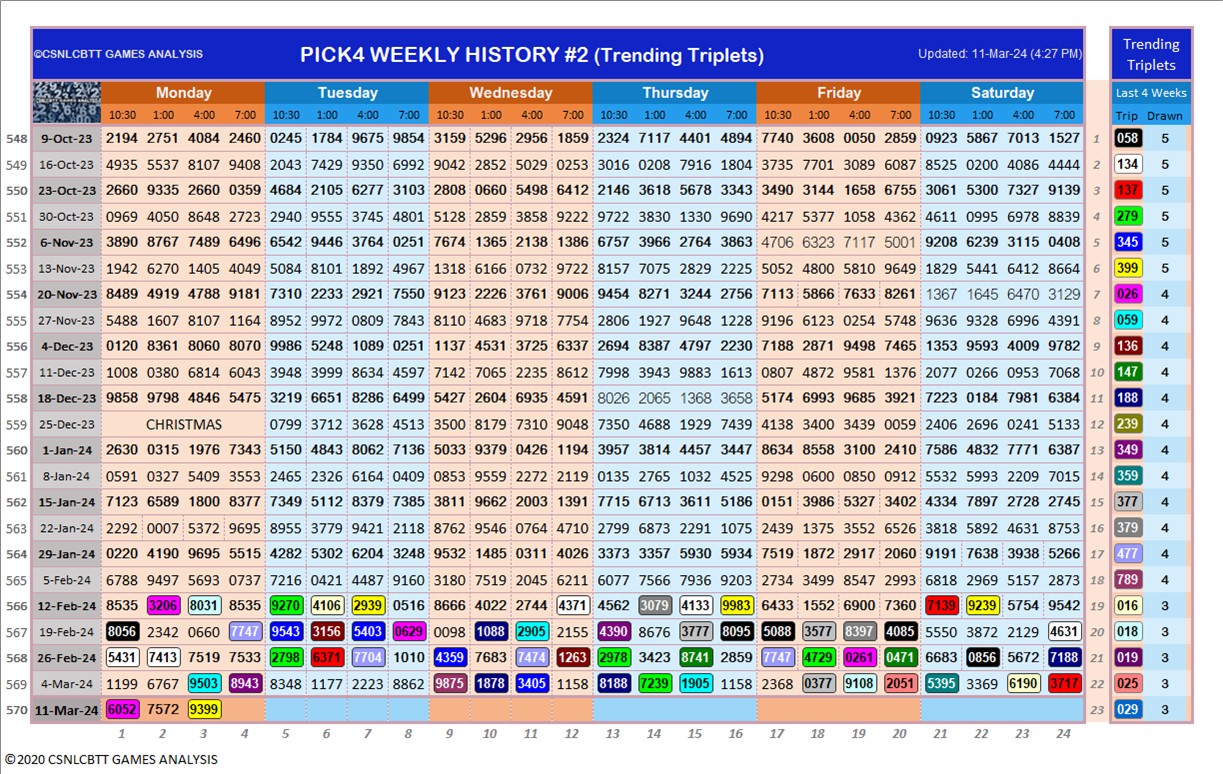 ©CSNLCBTT GAMES ANALYSIS PICK4 WEEKLY HISTORY #2 (Trending Triplets) Updated: 11-Mar-24 (4:27 PM) Trending
Triplets
Monday Tuesday Wednesday Thursday Friday Saturday Last 4 Weeks
10:30 1:00 4:00 7:00 10:30 1:00 4:00 7:00 10:30 1:00 4:00 7:00 10:30 1:00 4:00 7:00 10:30 1:00 4:00 7:00 10:30 1:00 4:00 7:00 Trip Drawn
548 9-Oct-23 2194 2751 4084 2460 0245 1784 9675 9854 3159 5296 2956 1859 2324 7117 4401 4894 7740 3608 0050 2859 0923 5867 7013 1527 1 058 5
549 16-Oct-23 4935 5537 8107 9408 2043 7429 9350 6992 9042 2852 5029 0253 3016 0208 7916 1804 3735 7701 3089 6087 8525 0200 4086 4444 2 134 5
550 23-Oct-23 2660 9335 2660 0359 4684 2105 6277 3103 2808 0660 5498 6412 2146 3618 5678 3343 3490 3144 1658 6755 3061 5300 7327 9139 3 137 5
551 30-Oct-23 0969 4050 8648 2723 2940 9555 3745 4801 5128 2859 3858 9222 9722 3830 1330 9690 4217 5377 1058 4362 4611 0995 6978 8839 4 279 5
552 6-Nov-23 3890 8767 7489 6496 6542 9446 3764 0251 7674 1365 2138 1386 6757 3966 2764 3863 4706 6323 7117 5001 9208 6239 3115 0408 5 345 5
553 13-Nov-23 1942 6270 1405 4049 5084 8101 1892 4967 1318 6166 0732 9722 8157 7075 2829 2225 5052 4800 5810 9649 1829 5441 6412 8664 6 399 5
554 20-Nov-23 8489 4919 4788 9181 7310 2233 2921 7550 9123 2226 3761 9006 9454 8271 3244 2756 7113 5866 7633 8261 1367 1645 6470 3129 7 026 4
555 27-Nov-23 5488 1607 8107 1164 8952 9972 0809 7843 8110 4683 9718 7754 2806 1927 9648 1228 9196 6123 0254 5748 9636 9328 6996 4391 8 059 4
556 4-Dec-23 0120 8361 8060 8070 9986 5248 1089 0251 1137 4531 3725 6337 2694 8387 4797 2230 7188 2871 9498 7465 1353 9593 4009 9782 9 136 4
557 11-Dec-23 1008 0380 6814 6043 3948 3999 8634 4597 7142 7065 2235 8612 7998 3943 9883 1613 0807 4872 9581 1376 2077 0266 0953 7068 10 147 4
558 18-Dec-23 9858 9798 4846 5475 3219 6651 8286 6499 5427 2604 6935 4591 8026 2065 1368 3658 5174 6993 9685 3921 7223 0184 7981 6384 11 188 4
559 25-Dec-23 CHRISTMAS 0799 3712 3628 4513 3500 8179 7310 9048 7350 4688 1929 7439 4138 3400 3439 0059 2406 2696 0241 5133 12 239 4
560 1-Jan-24 2630 0315 1976 7343 5150 4843 8062 7136 5033 9379 0426 1194 3957 3814 4457 3447 8634 8558 3100 2410 7586 4832 7771 6387 13 349 4
561 8-Jan-24 0591 0327 5409 3553 2465 2326 6164 0405 0853 9559 2272 2119 0135 2765 1034 4525 9298 0600 0850 0912 5532 5993 2209 7015 14 359 4
562 15-Jan-24 7123 6589 1800 8377 7349 5112 8379 7385 3811 9662 2003 1391 7715 6713 3611 5186 0151 3986 5327 3402 4334 7897 2728 2745 15 377 4
563 22-Jan-24 2292 0007 5372 9695 8955 3779 9421 2118 8762 9546 0764 4710 2799 6873 2291 1075 2439 1375 3552 6526 3818 5892 4631 8753 16 379 4
564 29-Jan-24 0220 4190 9695 5515 4282 5302 6204 3248 9532 1485 0311 4026 3373 3357 5930 5934 7519 1872 2917 2060 9191 7638 3938 5266 17 477 4
565 5-Feb-24 6788 9497 5693 0737 7216 0421 4487 9160 3180 7519 2045 6211 6077 7566 7936 9203 2734 3499 8547 2993 6818 2969 5157 2873 18 789 4
566 12-Feb-24 8535 3206 8031 8535 9270 4106 2939 0516 8666 4022 2744 4371 4562 3079 4133 9983 6433 1552 6900 7360 7139 9239 5754 9542 19 016 3
567 19-Feb-24 8056 2342 0660 7747 9543 3156 5403 0629 0098 1088 2905 2155 4390 8676 3777 8095 5088 3577 8397 4085 5550 3872 2129 4631 20 018 3
568 26-Feb-24 5431 7413 7519 7533 2798 6371 7704 1010 4359 7683 7474 1263 2978 3423 8741 2859 7747 4729 0261 0471 6683 0856 5672 7188 21 019 3
569 4-Mar-24 1199 6767 9503 8943 8348 1177 2223 8862 9875 1878 3405 1158 8188 7239 1905 1158 2368 0377 9108 2051 5395 3369 6190 3717 22 025 3
570 11-Mar-24 6052 7572 9399 23 029 3
1 2 3 4 5 6 7 8 9 10 11 12 13 14 15 16 17 18 19 20 21 22 23 24
©2020 CSNLCBTT GAMES ANALYSIS